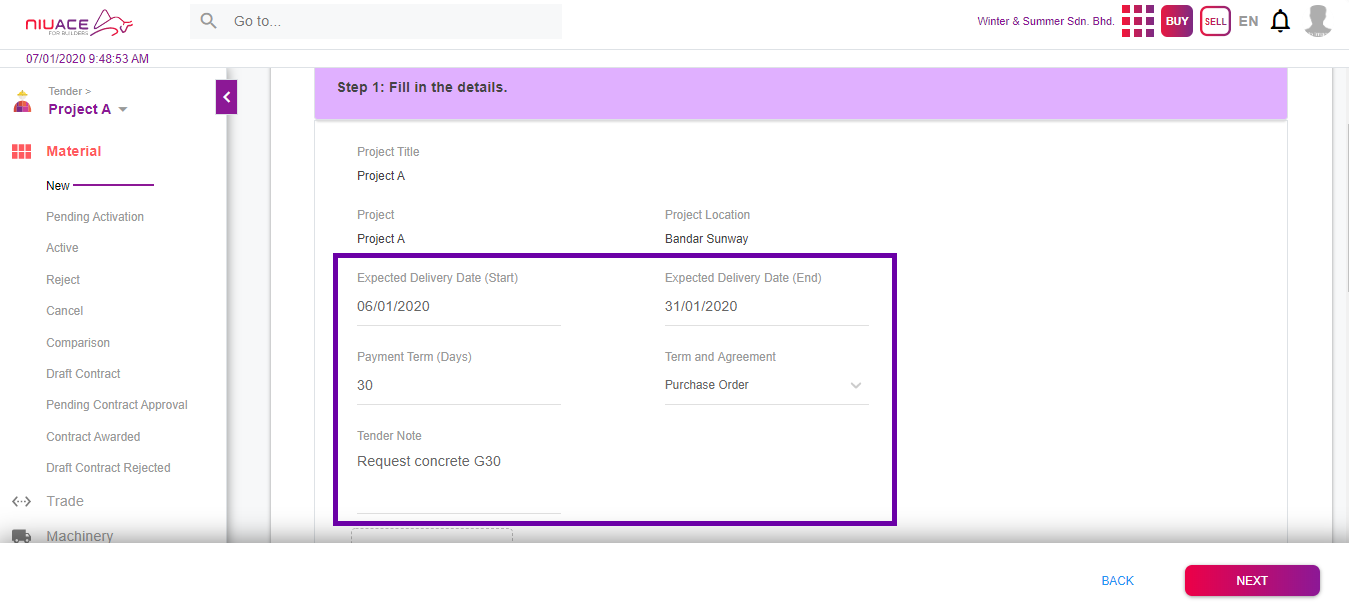 NIUACE
FOR BUILDERS
Go to...
Winter & Summer Sdn. Bhd.
BUY
SELL
EN
07/01/2020 9:48:53 AM
Tender >
Project A
Material
New
Pending Activation
Active
Reject
Cancel
Comparison
Draft Contract
Pending Contract Approval
Contract Awarded
Draft Contract Rejected
Trade
Machinery
Step 1: Fill in the details.
Project Title
Project A
Project
Project Location
Project A
Bandar Sunway
Expected Delivery Date (Start)
Expected Delivery Date (End)
06/01/2020
31/01/2020
Payment Term (Days)
Term and Agreement
30
Purchase Order
Tender Note
Request concrete G30
BACK
NEXT